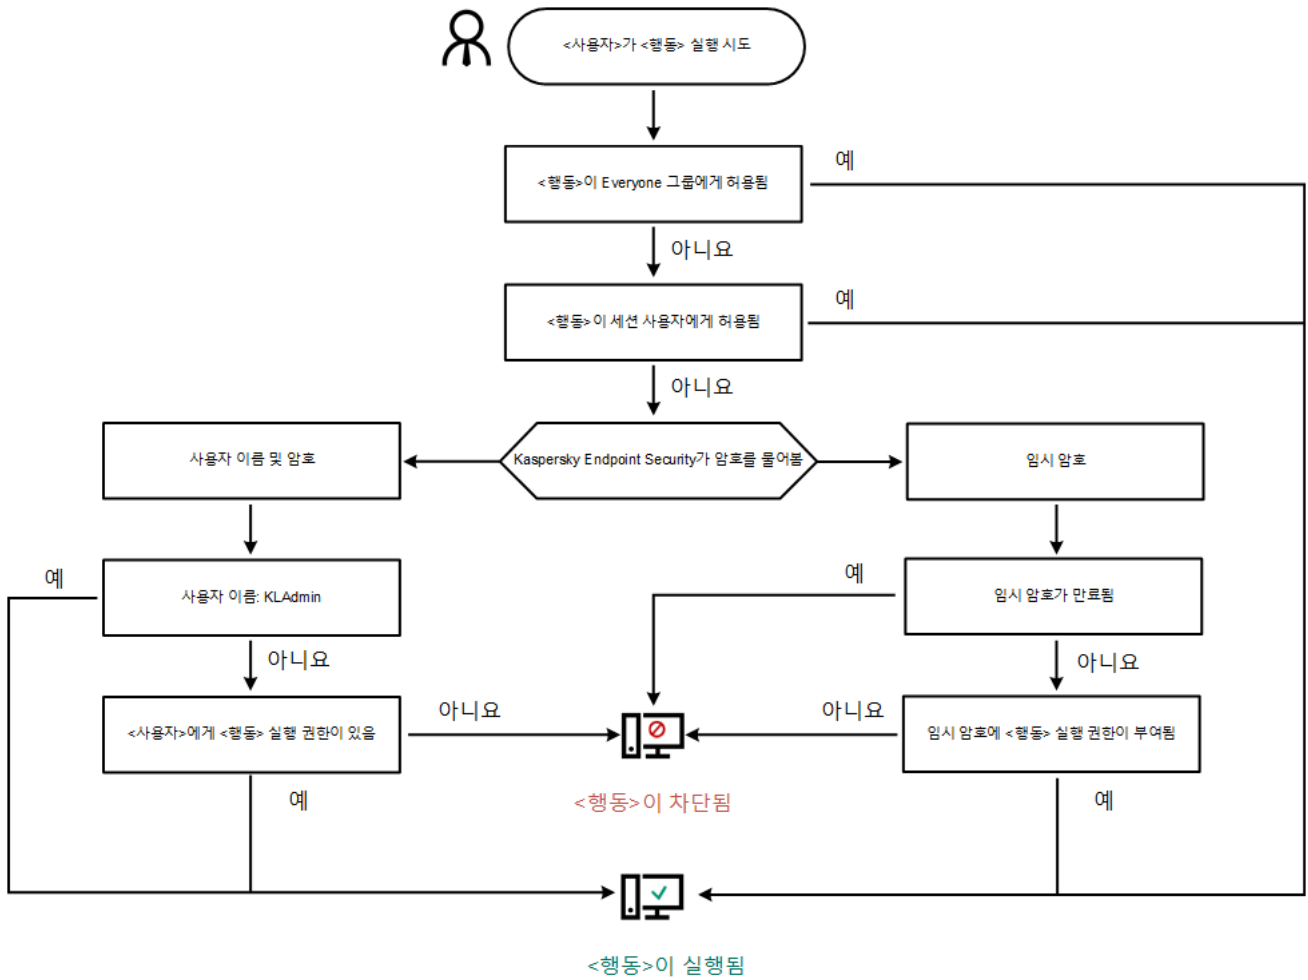 <사용자>가 <행동> 실행 시도
예
<행동>이 Everyone 그룹에게 허용됨
아니요
예
<행동>이 세션 사용자에게 허용됨
아니요
사용자 이름 및 암호
Kaspersky Endpoint Security가 암호를 물어봄
임시 암호
예
사용자 이름: KLAdmin
예
임시 암호가 만료됨
아니요
아니요
<사용자>에게 <행동> 실행 권한이 있음
아니요
아니요
임시 암호에 <행동> 실행 권한이 부여됨
예
<행동>이 차단됨
예
<행동>이 실행됨